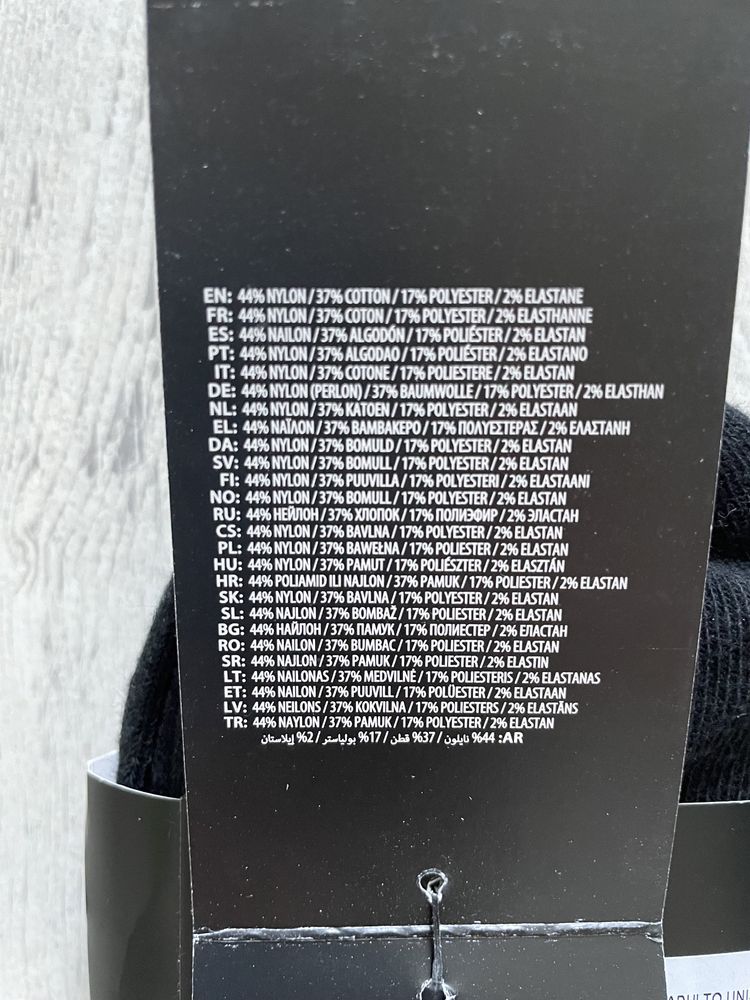 EN: 44% NYLON / 37% COTTON / 17% POLYESTER / 2% ELASTANE
FR: 44% NYLON / 37% COTON / 17% POLYESTER / 2% ELASTHANNE
ES: 44% NAILON / 37% ALGODÓN / 17% POLIÉSTER / 2% ELASTAN
PT: 44% NYLON / 37% ALGODAO / 17% POLIÉSTER / 2% ELASTANO
IT: 44% NYLON / 37% COTONE / 17% POLIESTERE / 2% ELASTAN
DE: 44% NYLON (PERLON) / 37% BAUMWOLLE / 17% POLYESTER / 2% ELASTHAN
NL: 44% NYLON / 37% KATOEN / 17% POLYESTER / 2% ELASTAAN
EL: 44% ΝΑΪΛΟΝ / 37% ΒΑΜΒΑΚΕΡΟ / 17% ΠΟΛΥΕΣΤΕΡΑΣ / 2% ΕΛΑΣΤΑΝΗ
DA: 44% NYLON / 37% BOMULD / 17% POLYESTER / 2% ELASTAN
SV: 44% NYLON / 37% BOMULL / 17% POLYESTER / 2% ELASTAN
FI: 44% NYLON / 37% PUUVILLA / 17% POLYESTERI / 2% ELASTAANI
NO: 44% NYLON / 37% BOMULL / 17% POLYESTER / 2% ELASTAN
RU: 44% НЕЙЛОН / 37% ХЛОПОК / 17% ПОЛИЭФИР / 2% ЭЛАСТАН
CS: 44% NYLON / 37% BAVLNA / 17% POLYESTER / 2% ELASTAN
PL: 44% NYLON / 37% BAWEŁNA / 17% POLIESTER / 2% ELASTAN
HU: 44% NYLON / 37% PAMUT / 17% POLIÉSZTER / 2% ELASZTÁN
HR: 44% POLIAMID ILI NAJLON / 37% PAMUK / 17% POLIESTER / 2% ELASTAN
SK: 44% NYLON / 37% BAVLNA / 17% POLYESTER / 2% ELASTAN
SL: 44% NAJLON / 37% BOMBAŽ / 17% POLIESTER / 2% ELASTAN
BG: 44% НАЙЛОН / 37% ПАМУК / 17% ПОЛИЕСТЕР / 2% ЕЛАСТАН
RO: 44% NAILON / 37% BUMBAC / 17% POLIESTER / 2% ELASTAN
SR: 44% NAJLON / 37% PAMUK / 17% POLIESTER / 2% ELASTIN
LT: 44% NAILONAS / 37% MEDVILNĖ / 17% POLIESTERIS / 2% ELASTANAS
ET: 44% NAILON / 37% PUUVILL / 17% POLÜESTER / 2% ELASTAAN
LV: 44% NEILONS / 37% KOKVILNA / 17% POLIESTERS / 2% ELASTĀNS
TR: 44% NAYLON / 37% PAMUK / 17% POLYESTER / 2% ELASTAN
AR: 44% نايلون / 37% قطن / 17% بولياستر / 2% إيلاستان